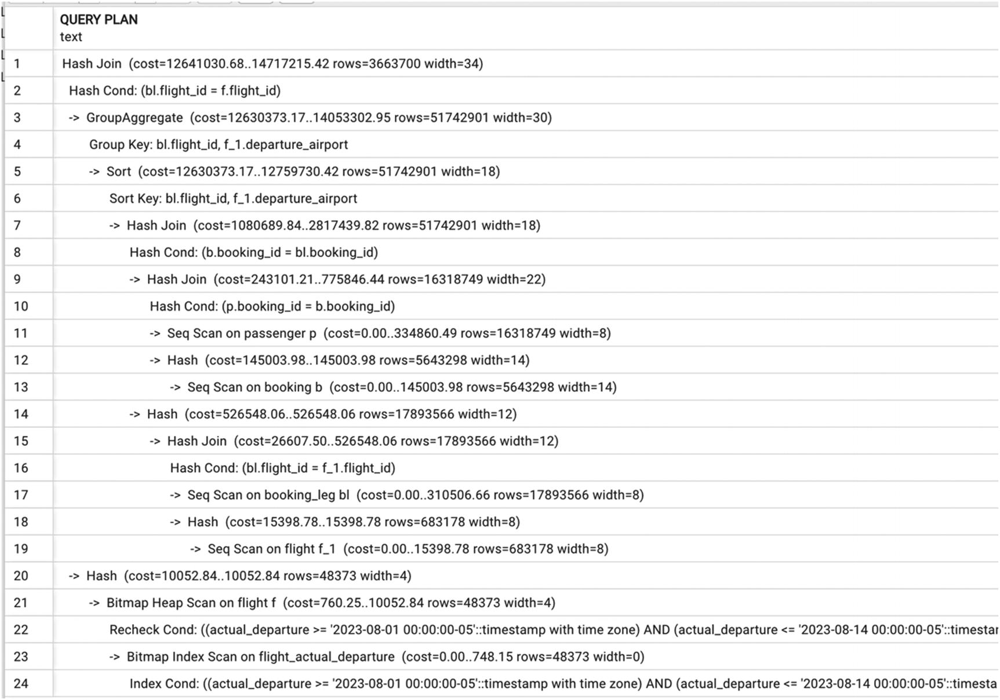 QUERY PLAN
text
1 Hash Join (cost=12641030.68..14717215.42 rows=3663700 width=34)
2 Hash Cond: (bl.flight_id = f.flight_id)
3 -> GroupAggregate (cost=12630373.17..14053302.95 rows=51742901 width=30)
4 Group Key: bl.flight_id, f_1.departure_airport
5 -> Sort (cost=12630373.17..12759730.42 rows=51742901 width=18)
6 Sort Key: bl.flight_id, f_1.departure_airport
7 -> Hash Join (cost=1080689.84..2817439.82 rows=51742901 width=18)
8 Hash Cond: (b.booking_id = bl.booking_id)
9 -> Hash Join (cost=243101.21..775846.44 rows=16318749 width=22)
10 Hash Cond: (p.booking_id = b.booking_id)
11 -> Seq Scan on passenger p (cost=0.00..334860.49 rows=16318749 width=8)
12 -> Hash (cost=145003.98..145003.98 rows=5643298 width=14)
13 -> Seq Scan on booking b (cost=0.00..145003.98 rows=5643298 width=14)
14 -> Hash (cost=526548.06..526548.06 rows=17893566 width=12)
15 -> Hash Join (cost=26607.50..526548.06 rows=17893566 width=12)
16 Hash Cond: (bl.flight_id = f_1.flight_id)
17 -> Seq Scan on booking_leg bl (cost=0.00..310506.66 rows=17893566 width=8)
18 -> Hash (cost=15398.78..15398.78 rows=683178 width=8)
19 -> Seq Scan on flight f_1 (cost=0.00..15398.78 rows=683178 width=8)
20 -> Hash (cost=10052.84..10052.84 rows=48373 width=4)
21 -> Bitmap Heap Scan on flight f (cost=760.25..10052.84 rows=48373 width=4)
22 Recheck Cond: ((actual_departure >= '2023-08-01 00:00:00-05'::timestamp with time zone) AND (actual_departure <= '2023-08-14 00:00:00-05'::timestar
23 -> Bitmap Index Scan on flight_actual_departure (cost=0.00..748.15 rows=48373 width=0)
24 Index Cond: ((actual_departure >= '2023-08-01 00:00:00-05'::timestamp with time zone) AND (actual_departure <= '2023-08-14 00:00:00-05'::timesta